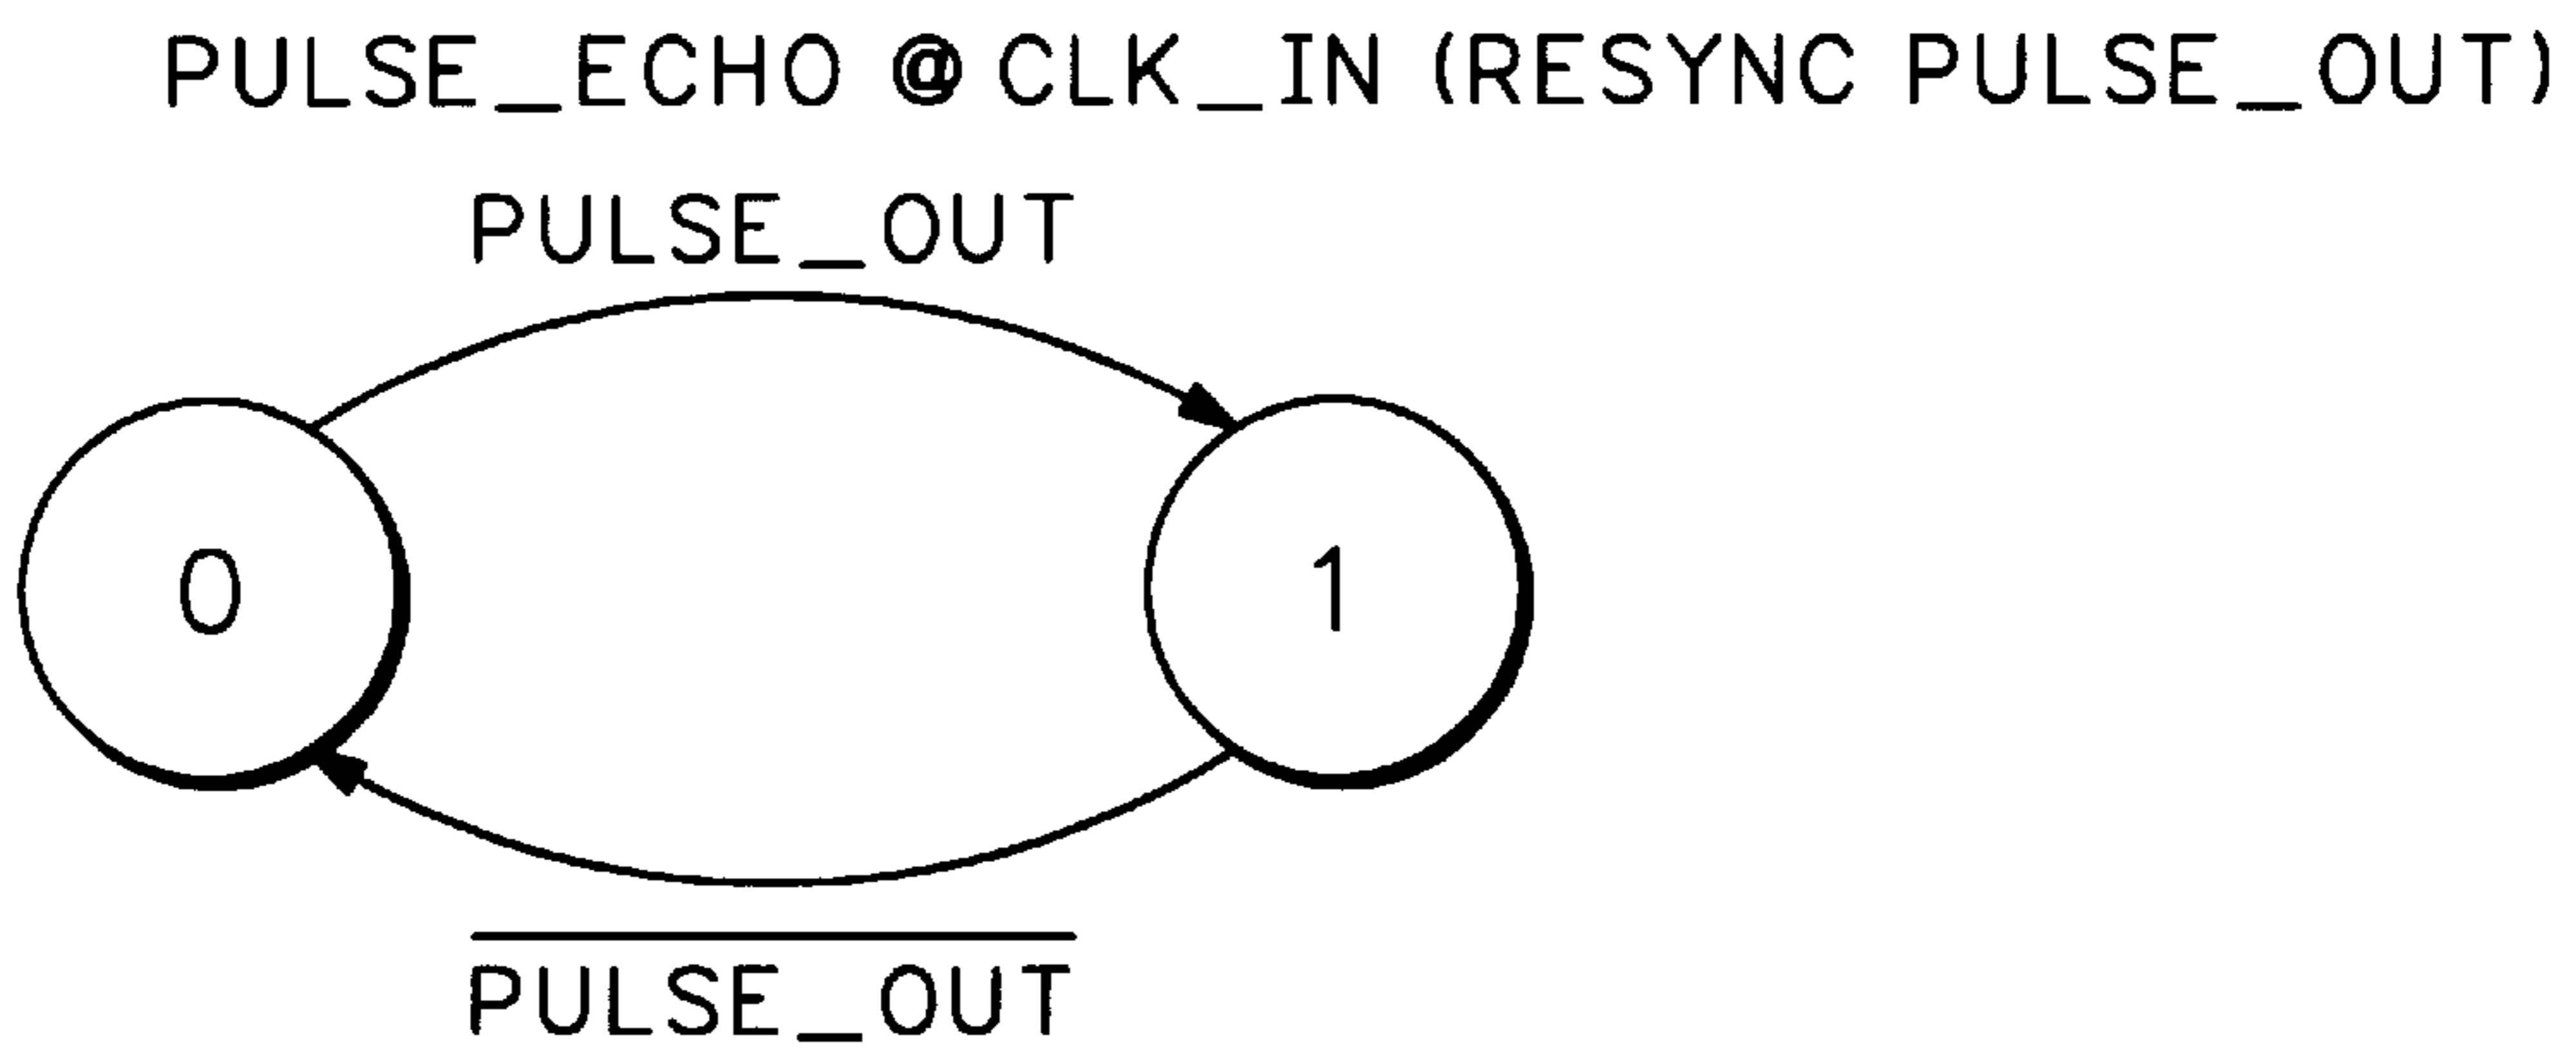 PULSE_ECHO @ CLK_IN (RESYNC PULSE_OUT)
PULSE_OUT
0 1
PULSE_OUT